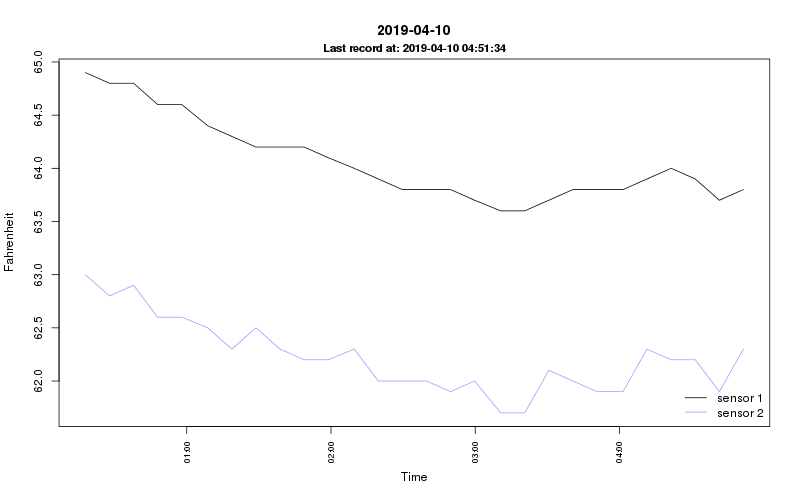 2019-04-10
Last record at: 2019-04-10 04:51:34
Fahrenheit
65.0
64.5
64.0
63.5
63.0
62.5
62.0
sensor 1
sensor 2
01:00 02:00 03:00 04:00
Time